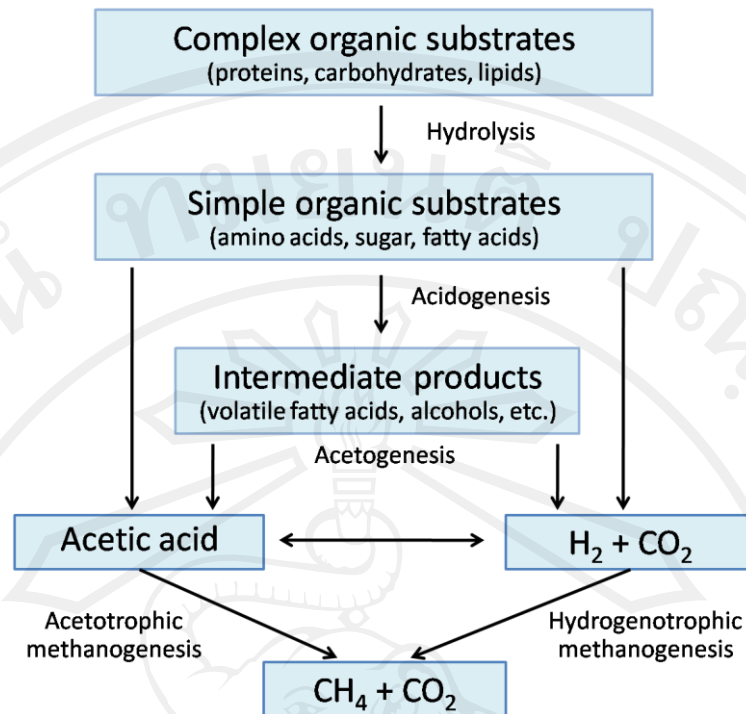 Complex organic substrates
(proteins, carbohydrates, lipids)
Hydrolysis
Simple organic substrates
(amino acids, sugar, fatty acids)
Acidogenesis
Intermediate products
(volatile fatty acids, alcohols, etc.)
Acetogenesis
Acetic acid
H₂ + CO₂
Acetotrophic
methanogenesis
Hydrogenotrophic
methanogenesis
CH₄ + CO₂